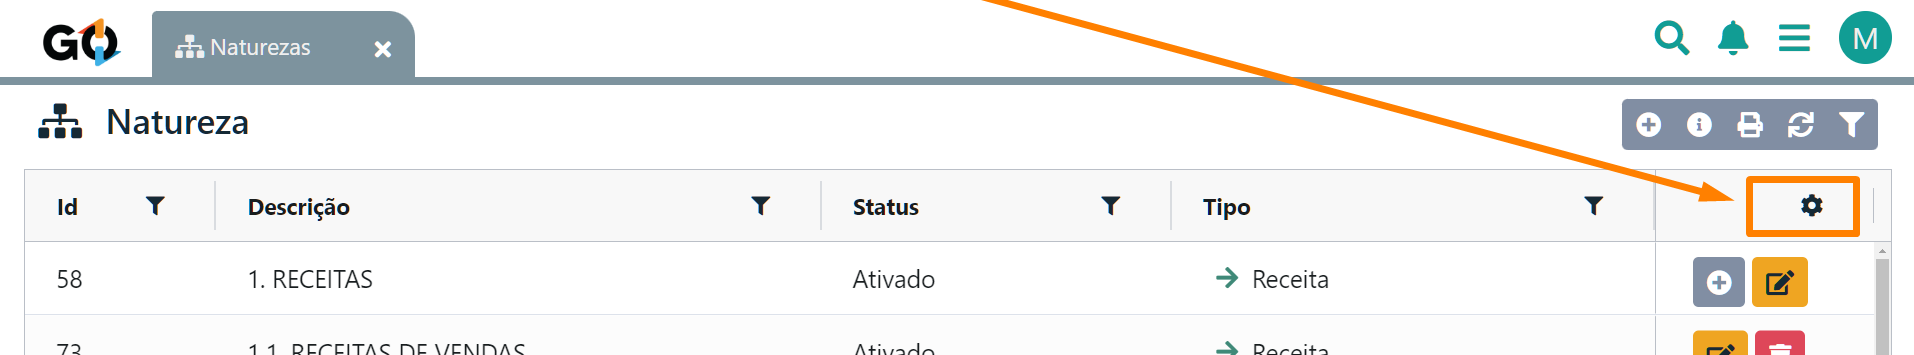 GQ Naturezas M
Natureza
Id Descrição Status Tipo
58 1. RECEITAS Ativado Receita
73 1.1. RECEITAS DE VENDAS Ativado Receita